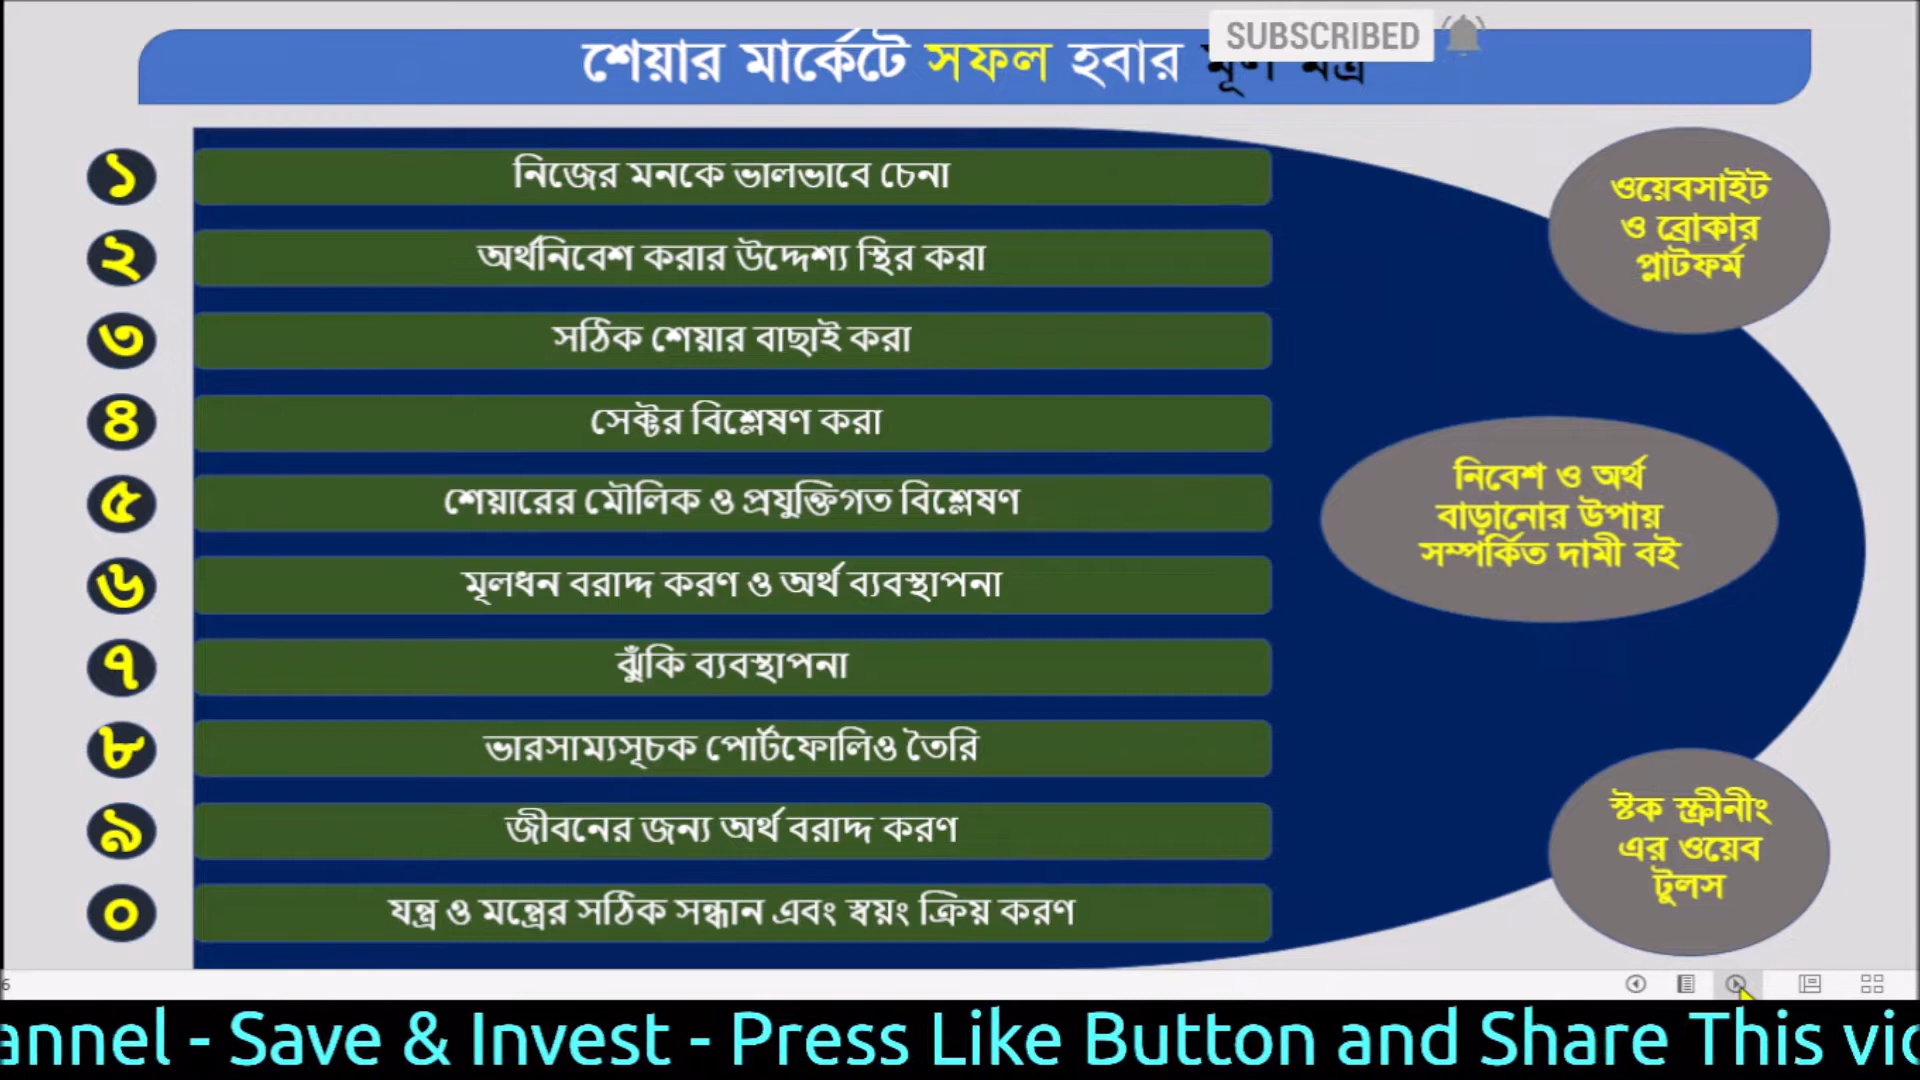 SUBSCRIBED
শেয়ার মার্কেটে সফল হবার
১
নিজের মনকে ভালভাবে চেনা
২
অর্থনিবেশ করার উদ্দেশ্য স্থির করা
৩
সঠিক শেয়ার বাছাই করা
৪
সেক্টর বিশ্লেষণ করা
৫
শেয়ারের মৌলিক ও প্রযুক্তিগত বিশ্লেষণ
৬
মূলধন বরাদ্দ করণ ও অর্থ ব্যবস্থাপনা
৭
ঝুঁকি ব্যবস্থাপনা
৮
ভারসাম্যসূচক পোর্টফোলিও তৈরি
৯
জীবনের জন্য অর্থ বরাদ্দ করণ
০
যন্ত্র ও মন্ত্রের সঠিক সন্ধান এবং স্বয়ং ক্রিয় করণ
ওয়েবসাইট
ও ব্রোকার
প্লাটফর্ম
নিবেশ ও অর্থ
বাড়ানোর উপায়
সম্পর্কিত দামী বই
স্টক স্ক্রীনীং
এর ওয়েব
টুলস
6
annel - Save & Invest - Press Like Button and Share This vic